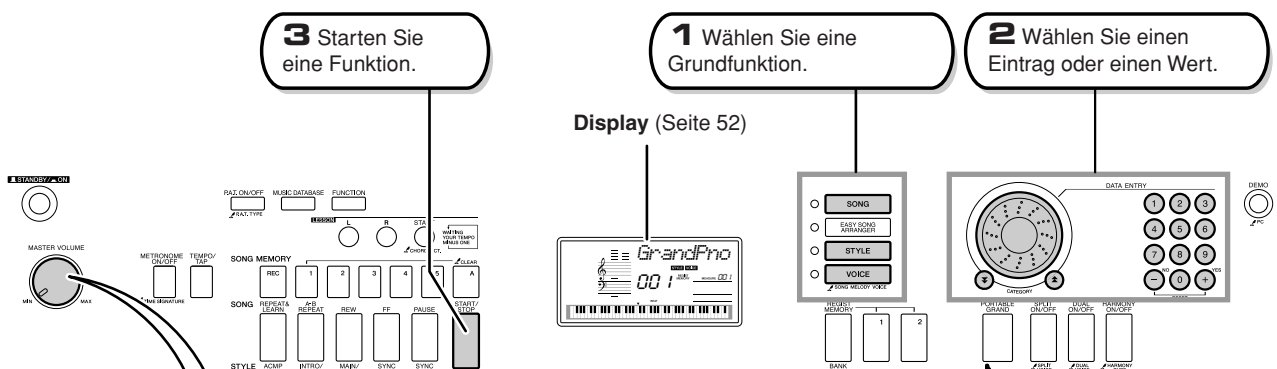 3 Starten Sie
eine Funktion.
1 Wählen Sie eine
Grundfunktion.
2 Wählen Sie einen
Eintrag oder einen Wert.
Display (Seite 52)
STANDBY / ON
MASTER VOLUME
MIN MAX
P.A.T. ON/OFF MUSIC DATABASE FUNCTION
P.A.T. TYPE
LESSON
L R STA
WAITING
YOUR TEMPO
MINUS ONE
METRONOME
ON/OFF
TEMPO/
TAP
TIME SIGNATURE
SONG MEMORY
CLEAR
REC 1 2 3 4 5 A
SONG
REPEAT&
LEARN
A-B
REPEAT
REW FF PAUSE
START/
STOP
STYLE ACMP INTRO/ MAIN/ SYNC SYNC
GrandPno
001
MEASURE 001
SONG
EASY SONG
ARRANGER
STYLE
VOICE
SONG MELODY VOICE
REGIST
MEMORY
1 2
BANK
DATA ENTRY
1 2 3
4 5 6
7 8 9
NO YES
- 0 +
CATEGORY
DEMO
PC
PORTABLE
GRAND
SPLIT
ON/OFF
DUAL
ON/OFF
HARMONY
ON/OFF
SPLIT
DUAL
HARMONY